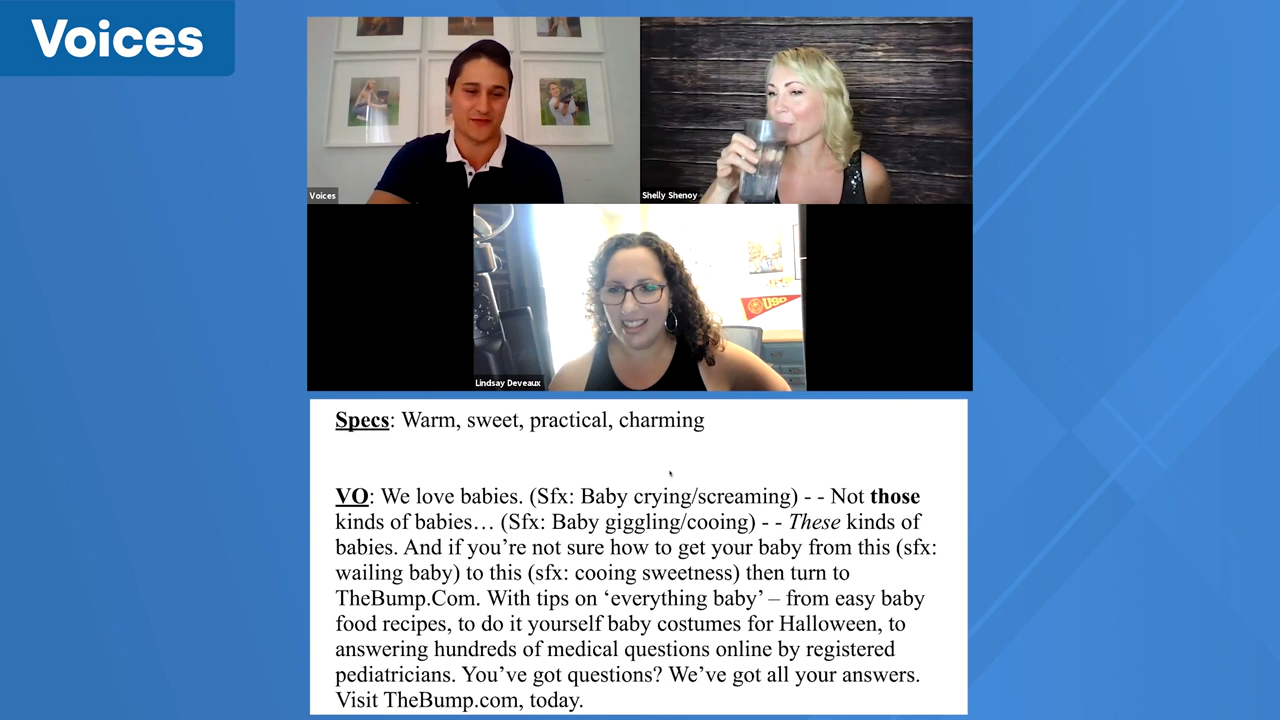 Voices
Voices
Shelly Shenoy
USC
Lindsay Deveaux
Specs: Warm, sweet, practical, charming
VO: We love babies. (Sfx: Baby crying/screaming) - - Not those
kinds of babies… (Sfx: Baby giggling/cooing) - - These kinds of
babies. And if you’re not sure how to get your baby from this (sfx:
wailing baby) to this (sfx: cooing sweetness) then turn to
TheBump.Com. With tips on ‘everything baby’ – from easy baby
food recipes, to do it yourself baby costumes for Halloween, to
answering hundreds of medical questions online by registered
pediatricians. You’ve got questions? We’ve got all your answers.
Visit TheBump.com, today.